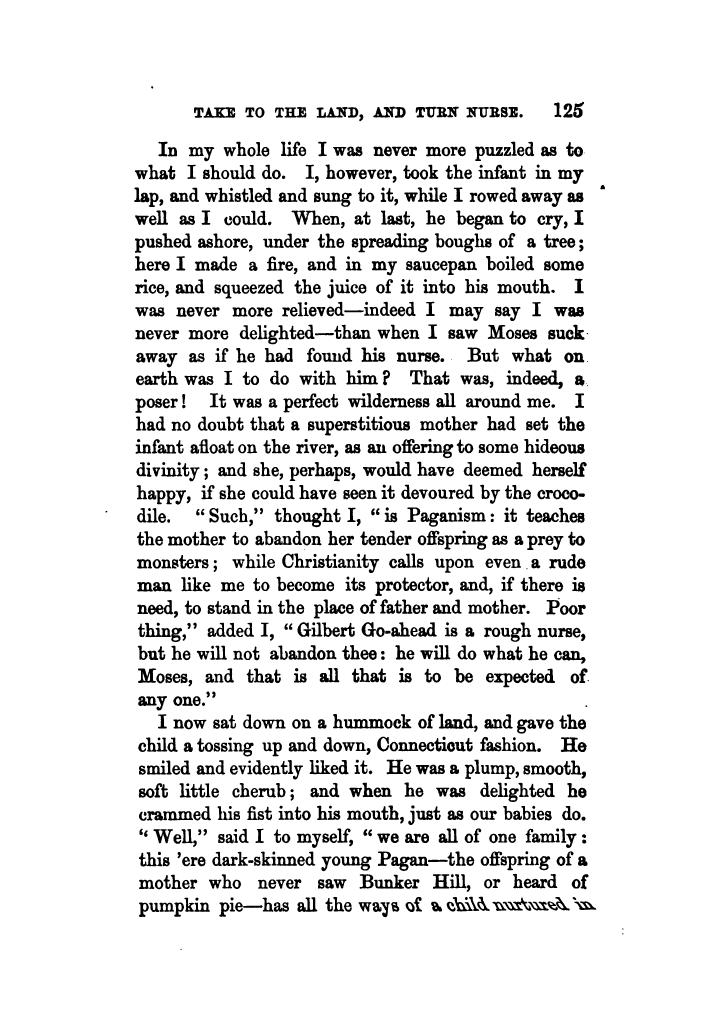 TAKE TO THE LAND, AND TURN NURSE. 125
In my whole life I was never more puzzled as to
what I should do. I, however, took the infant in my
lap, and whistled and sung to it, while I rowed away as
well as I could. When, at last, he began to cry, I
pushed ashore, under the spreading boughs of a tree;
here I made a fire, and in my saucepan boiled some
rice, and squeezed the juice of it into his mouth. I
was never more relieved—indeed I may say I was
never more delighted—than when I saw Moses suck
away as if he had found his nurse. But what on
earth was I to do with him? That was, indeed, a
poser! It was a perfect wilderness all around me. I
had no doubt that a superstitious mother had set the
infant afloat on the river, as an offering to some hideous
divinity; and she, perhaps, would have deemed herself
happy, if she could have seen it devoured by the croco-
dile. "Such," thought I, "is Paganism: it teaches
the mother to abandon her tender offspring as a prey to
monsters; while Christianity calls upon even a rude
man like me to become its protector, and, if there is
need, to stand in the place of father and mother. Poor
thing," added I, "Gilbert Go-ahead is a rough nurse,
but he will not abandon thee: he will do what he can,
Moses, and that is all that is to be expected of
any one."
I now sat down on a hummock of land, and gave the
child a tossing up and down, Connecticut fashion. He
smiled and evidently liked it. He was a plump, smooth,
soft little cherub; and when he was delighted he
crammed his fist into his mouth, just as our babies do.
"Well," said I to myself, "we are all of one family:
this 'ere dark-skinned young Pagan—the offspring of a
mother who never saw Bunker Hill, or heard of
pumpkin pie—has all the ways of a child nurtured in